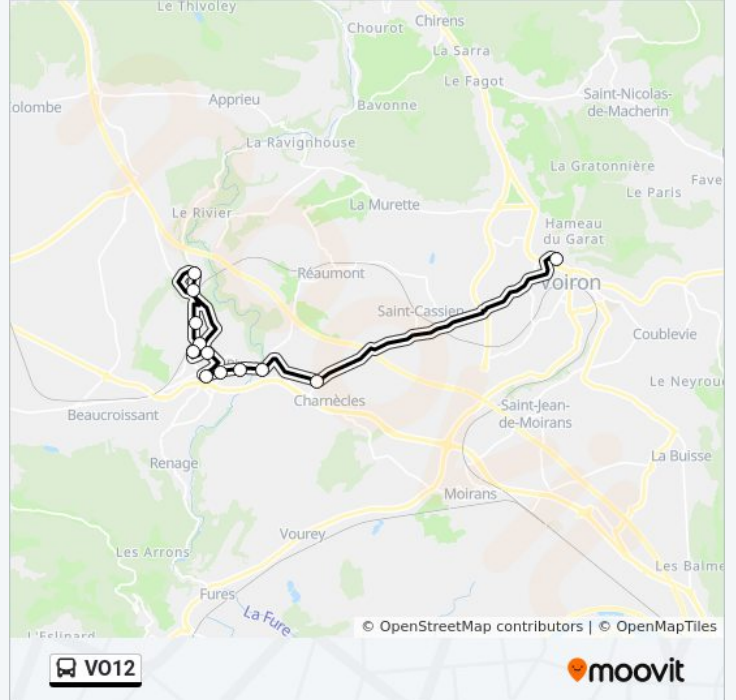 Le Thivoley
Chourot
Chirens
La Sarra
Le Fagot
Saint-Nicolas-
de-Macherin
olombe
Apprieu
Bavonne
La Ravignhouse
La Gratonnière
Fave
Le Paris
La Murette
Le Rivier
Hameau
du Garat
Réaumont
Voiron
Saint-Cassien
Coublevie
Le Neyrou
Charnècles
Beaucroissant
Saint-Jean-
de-Moirans
Renage
La Buisse
Moirans
Vourey
Les Arrons
Les Balme
Fures
La Fure
L'Eslinard
© OpenStreetMap contributors | © OpenMapTiles
VO12
moovit